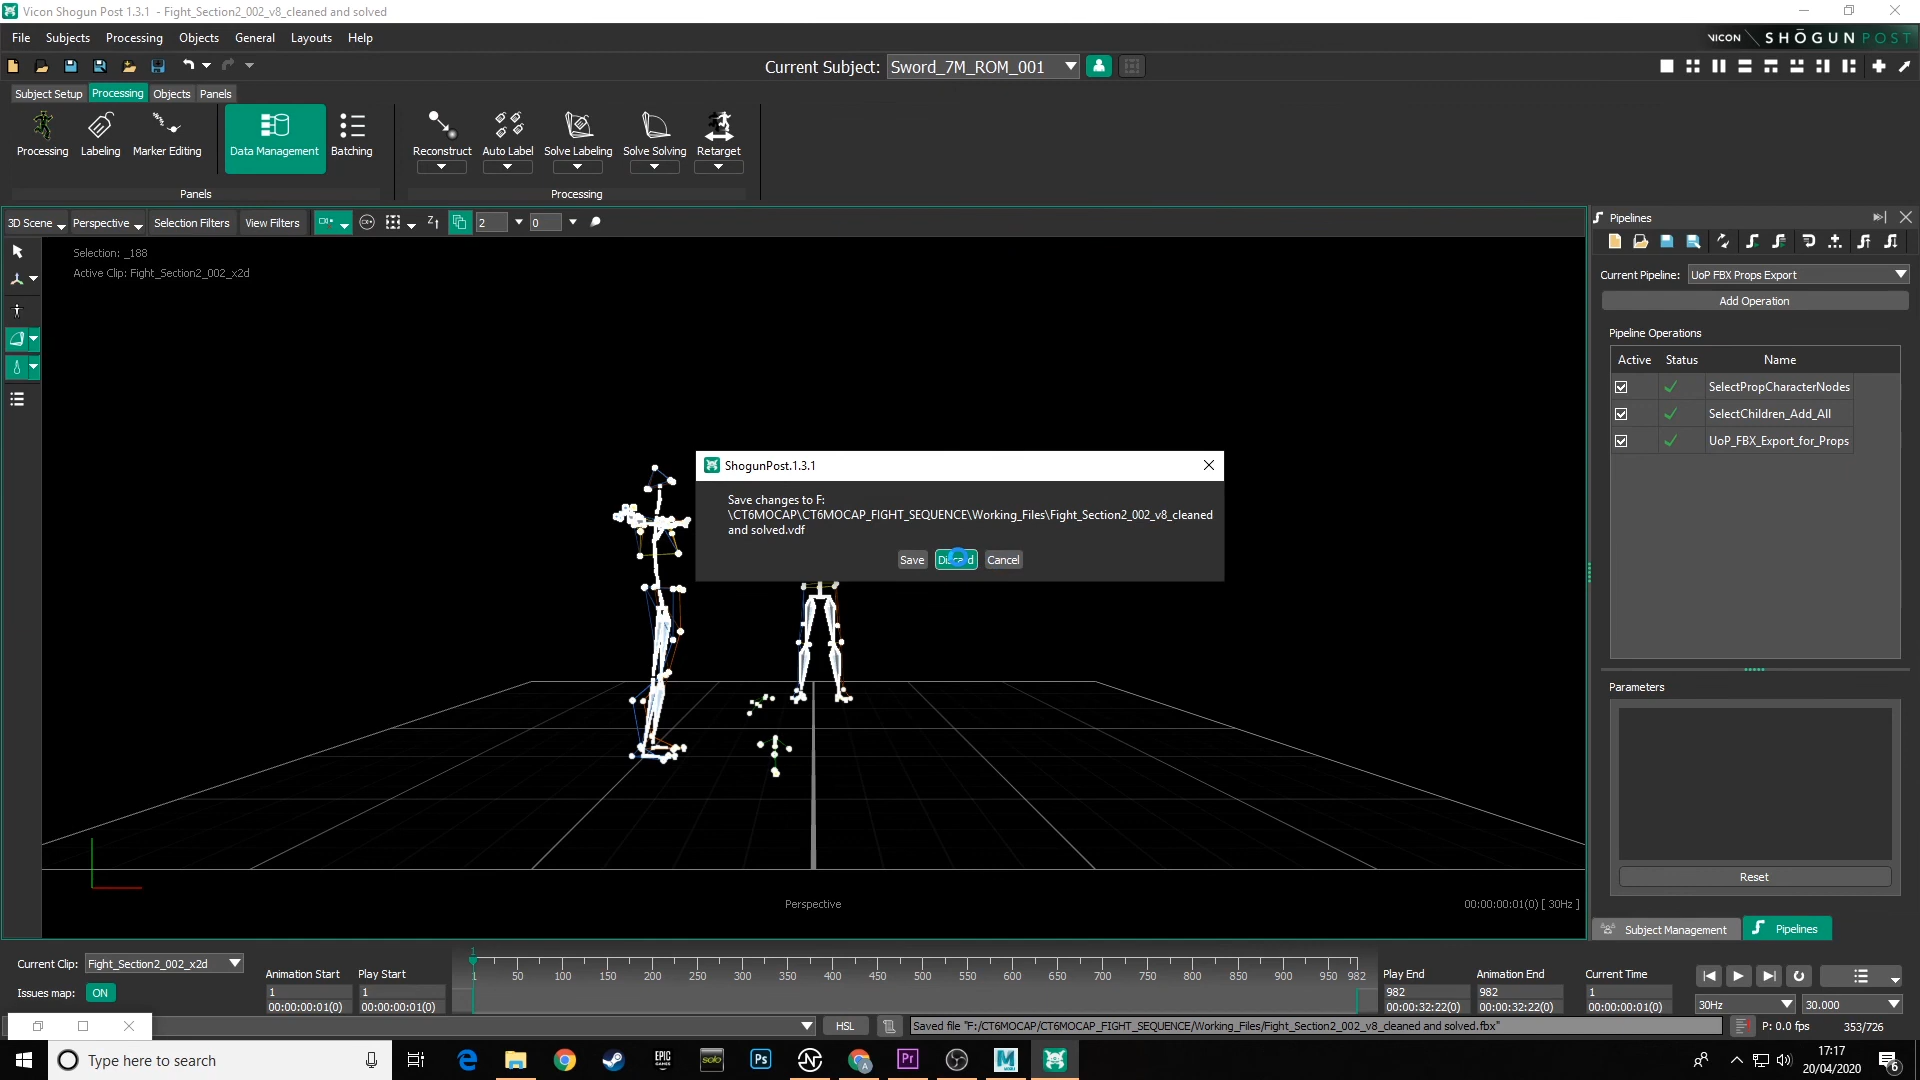 Vicon Shogun Post 1.3.1 - Fight_Section2_002_v8_cleaned and solved
File Subjects Processing Objects General Layouts Help
VICON SHŌGUN POST
Current Subject: Sword_7M_ROM_001
Subject Setup Processing Objects Panels
Processing Labeling Marker Editing Data Management Batching Reconstruct Auto Label Solve Labeling Solve Solving Retarget
Panels Processing
3D Scene Perspective Selection Filters View Filters 2 0
Selection: _188
Active Clip: Fight_Section2_002_x2d
Pipelines
Current Pipeline: UoP FBX Props Export
Add Operation
Pipeline Operations
Active Status Name
SelectPropCharacterNodes
SelectChildren_Add_All
UoP_FBX_Export_for_Props
ShogunPost.1.3.1
Save changes to F:
\CT6MOCAP\CT6MOCAP_FIGHT_SEQUENCE\Working_Files\Fight_Section2_002_v8_cleaned
and solved.vdf
Save Discard Cancel
Parameters
Reset
Perspective
00:00:00:01(0) [ 30Hz ]
Subject Management Pipelines
Current Clip: Fight_Section2_002_x2d
Issues map: ON
Animation Start Play Start
1 1
00:00:00:01(0) 00:00:00:01(0)
1
1 50 100 150 200 250 300 350 400 450 500 550 600 650 700 750 800 850 900 950 982
Play End Animation End Current Time
982 982 1
00:00:32:22(0) 00:00:32:22(0) 00:00:00:01(0)
30Hz 30.000
HSL Saved file "F:/CT6MOCAP/CT6MOCAP_FIGHT_SEQUENCE/Working_Files/Fight_Section2_002_v8_cleaned and solved.fbx"
P: 0.0 fps 353/726
Type here to search
EPIC GAMES
solo
Ps
Pr
M
17:17
20/04/2020
6